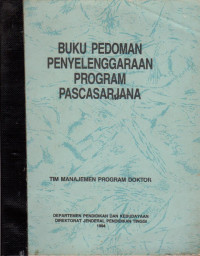 BUKU PEDOMAN
PENYELENGGARAAN
PROGRAM
PASCASARJANA
TIM MANAJEMEN PROGRAM DOKTOR
DEPARTEMEN PENDIDIKAN DAN KEBUDAYAAN
DIREKTORAT JENDERAL PENDIDIKAN TINGGI
1994